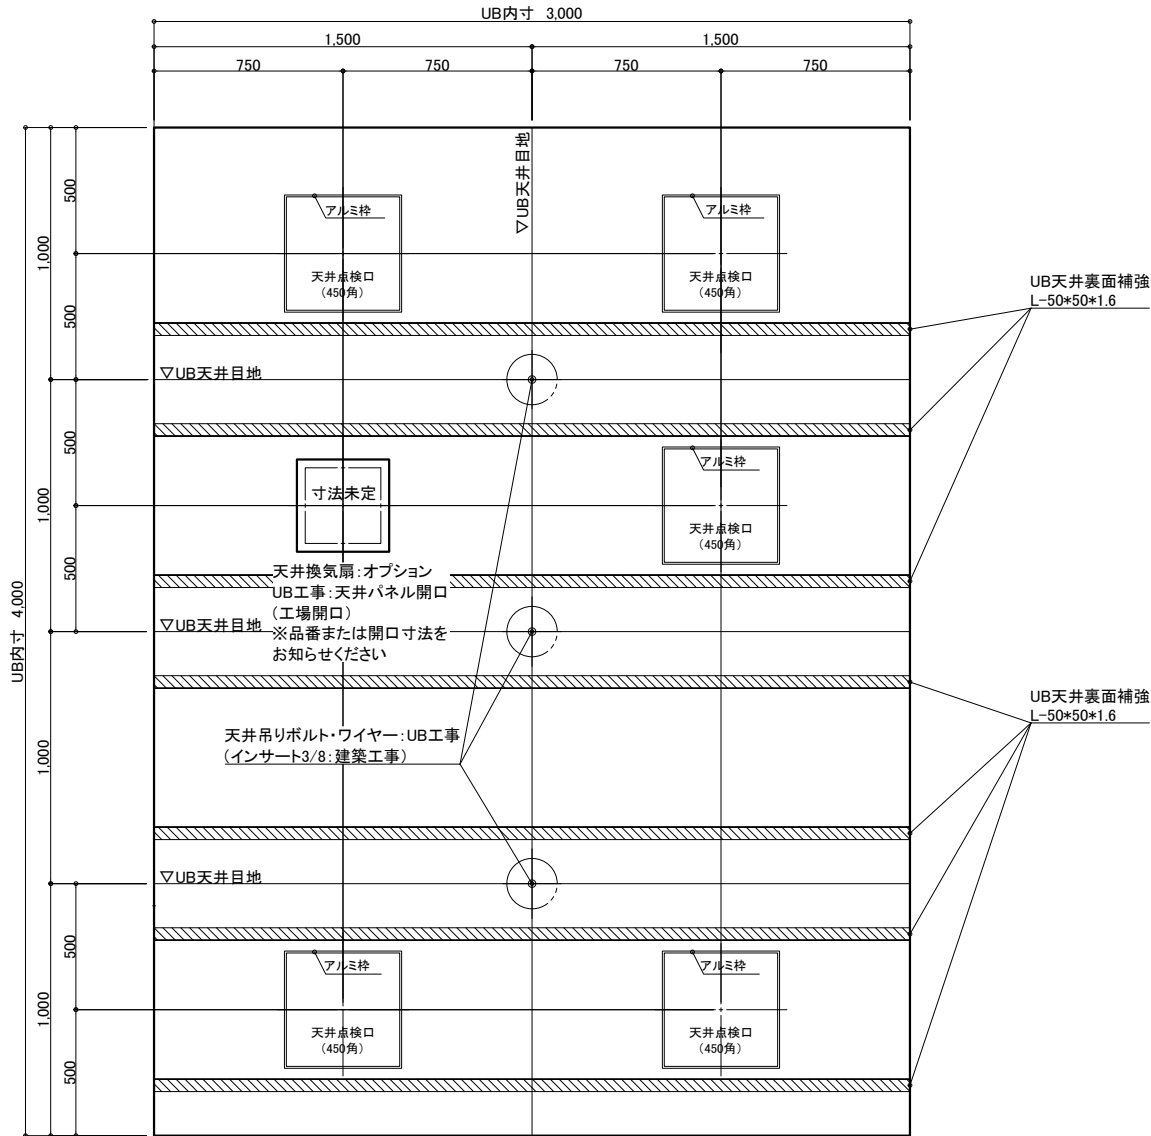 UB内寸 3,000
1,500 1,500
750 750 750 750
▽UB天井目地
500
1,000
500
アルミ枠
天井点検口
(450角)
アルミ枠
天井点検口
(450角)
UB天井裏面補強
L-50*50*1.6
▽UB天井目地
500
1,000
500
UB内寸 4,000
寸法未定
アルミ枠
天井点検口
(450角)
天井換気扇:オプション
UB工事:天井パネル開口
(工場開口)
※品番または開口寸法を
お知らせください
▽UB天井目地
UB天井裏面補強
L-50*50*1.6
天井吊りボルト・ワイヤー:UB工事
(インサート3/8:建築工事)
1,000
▽UB天井目地
500
1,000
500
アルミ枠
天井点検口
(450角)
アルミ枠
天井点検口
(450角)